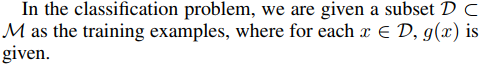 In the classification problem, we are given a subset 𝒟 ⊂
ℳ as the training examples, where for each x ∈ 𝒟, g(x) is
given.